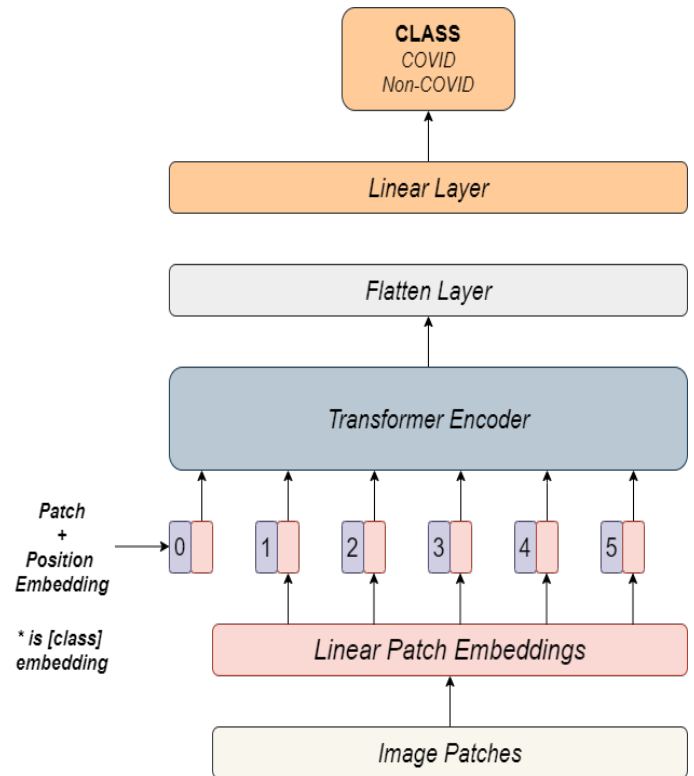 CLASS
COVID
Non-COVID
Linear Layer
Flatten Layer
Transformer Encoder
Patch
+
Position
Embedding
0 1 2 3 4 5
* is [class]
embedding
Linear Patch Embeddings
Image Patches